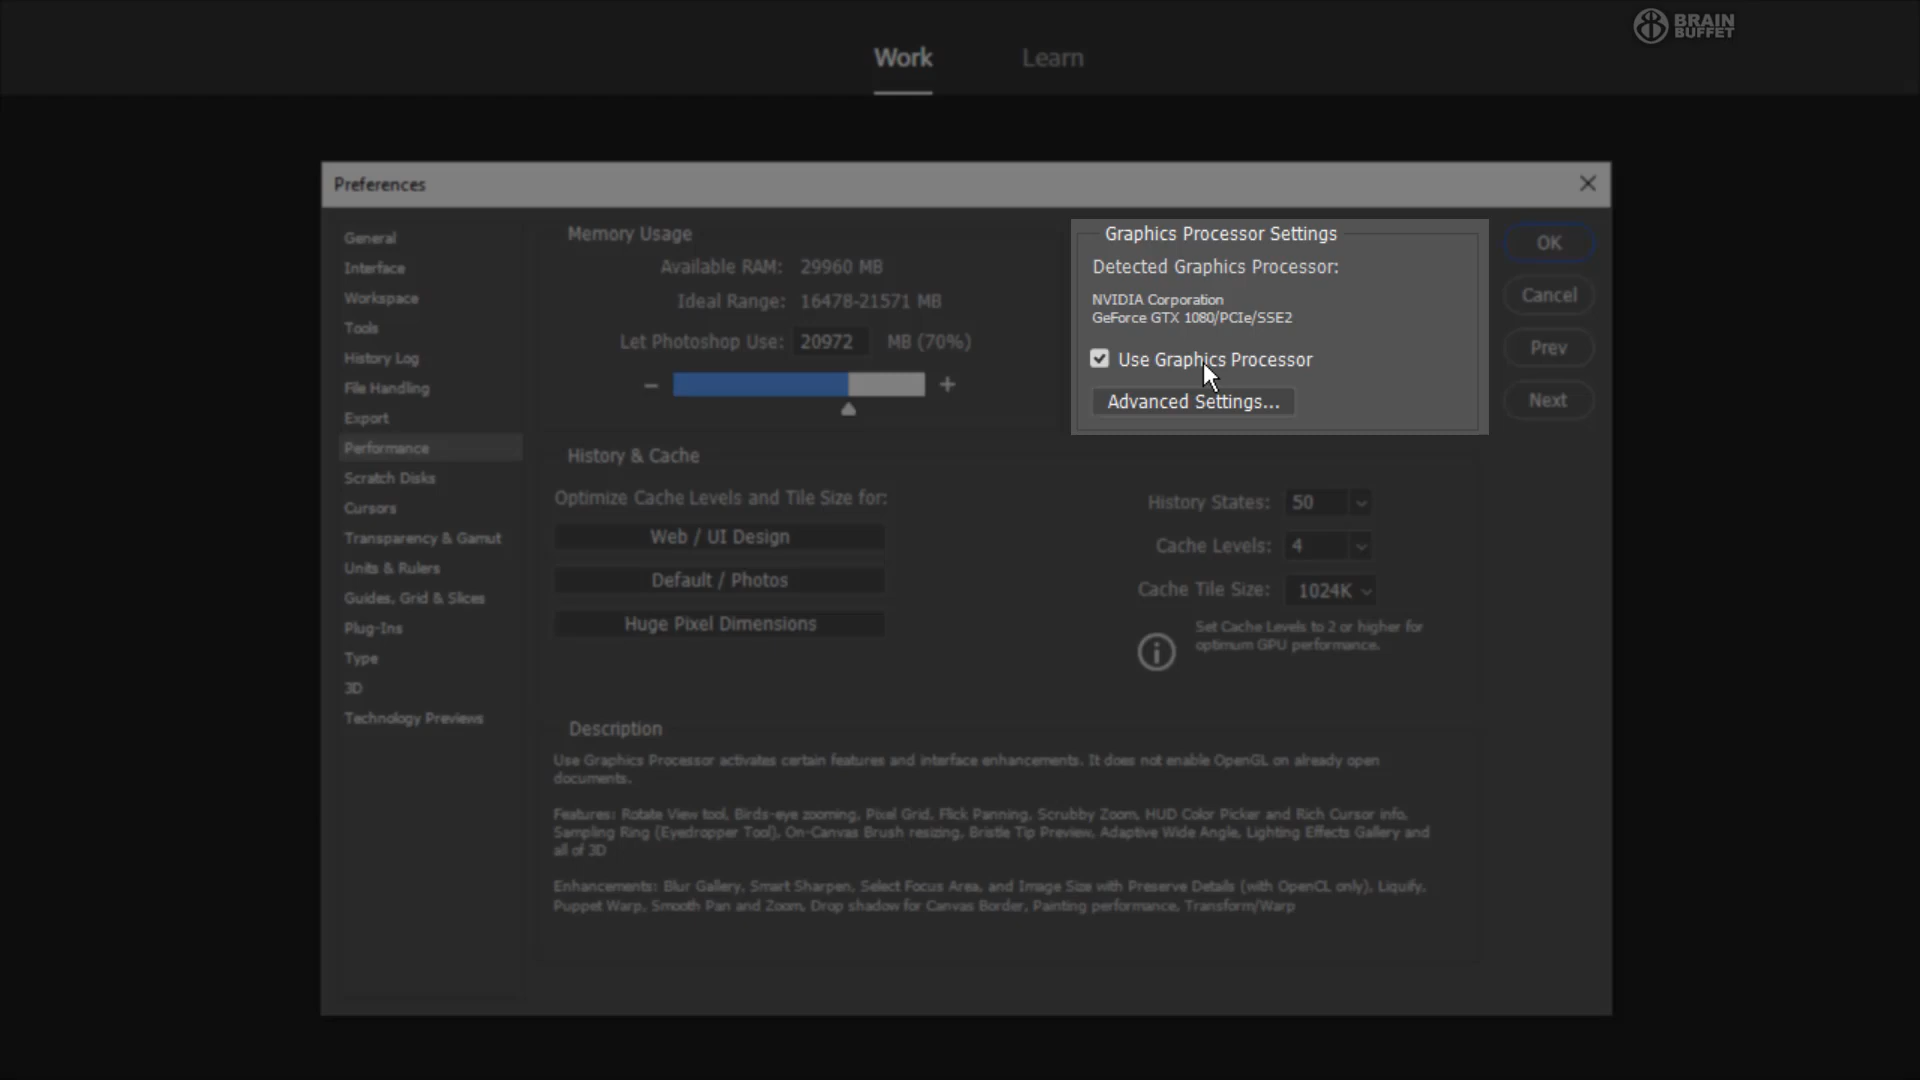 BRAIN
BUFFET
Work
Learn
Preferences
General
Interface
Workspace
Tools
History Log
File Handling
Export
Performance
Scratch Disks
Cursors
Transparency & Gamut
Units & Rulers
Guides, Grid & Slices
Plug-Ins
Type
3D
Technology Previews
Memory Usage
Available RAM: 29960 MB
Ideal Range: 16478-21571 MB
Let Photoshop Use: 20972 MB (70%)
Graphics Processor Settings
Detected Graphics Processor:
NVIDIA Corporation
GeForce GTX 1080/PCIe/SSE2
Use Graphics Processor
Advanced Settings...
OK
Cancel
Prev
Next
History & Cache
Optimize Cache Levels and Tile Size for:
Web / UI Design
Default / Photos
Huge Pixel Dimensions
History States: 50
Cache Levels: 4
Cache Tile Size: 1024K
Set Cache Levels to 2 or higher for
optimum GPU performance.
Description
Use Graphics Processor activates certain features and interface enhancements. It does not enable OpenGL on already open
documents.
Features: Rotate View tool, Birds-eye zooming, Pixel Grid, Flick Panning, Scrubby Zoom, HUD Color Picker and Rich Cursor info,
Sampling Ring (Eyedropper Tool), On-Canvas Brush resizing, Bristle Tip Preview, Adaptive Wide Angle, Lighting Effects Gallery and
all of 3D
Enhancements: Blur Gallery, Smart Sharpen, Select Focus Area, and Image Size with Preserve Details (with OpenCL only), Liquify,
Puppet Warp, Smooth Pan and Zoom, Drop shadow for Canvas Border, Painting performance, Transform/Warp